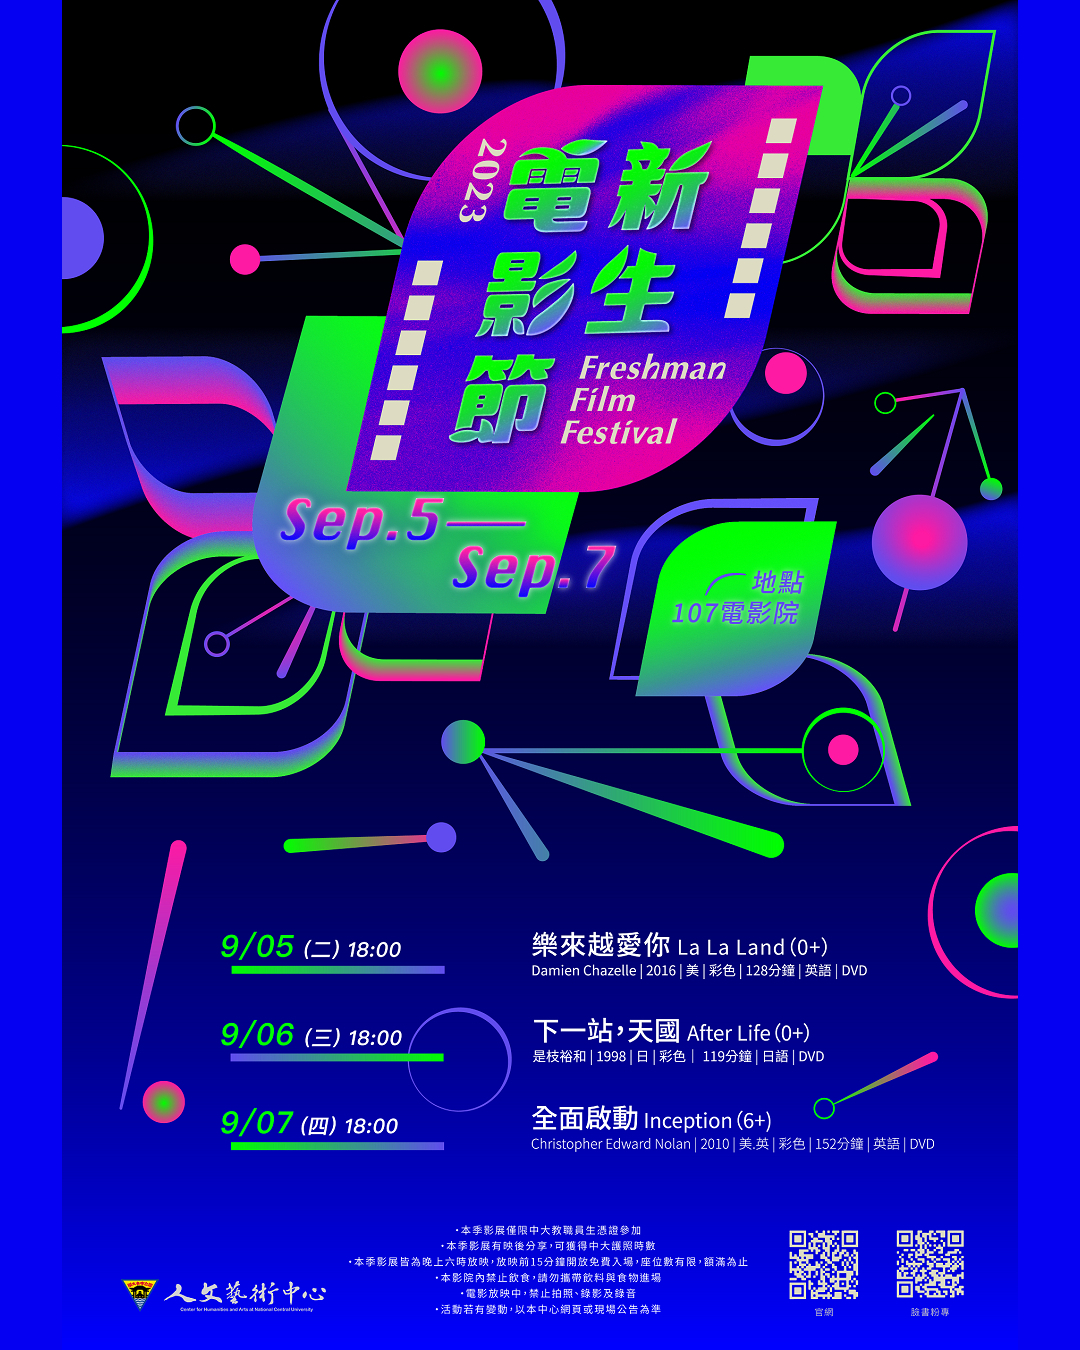 2023
新生
電影節
Freshman
Film
Festival
Sep.5—
Sep.7
地點
107電影院
9/05 (二) 18:00
樂來越愛你 La La Land (0+)
Damien Chazelle | 2016 | 美 | 彩色 | 128分鐘 | 英語 | DVD
9/06 (三) 18:00
下一站，天國 After Life (0+)
是枝裕和 | 1998 | 日 | 彩色 | 119分鐘 | 日語 | DVD
9/07 (四) 18:00
全面啟動 Inception (6+)
Christopher Edward Nolan | 2010 | 美.英 | 彩色 | 152分鐘 | 英語 | DVD
•本季影展僅限中大教職員生憑證參加
•本季影展有映後分享，可獲得中大護照時數
•本季影展皆為晚上六時放映，放映前15分鐘開放免費入場，座位數有限，額滿為止
•本影院內禁止飲食，請勿攜帶飲料與食物進場
•電影放映中，禁止拍照、錄影及錄音
•活動若有變動，以本中心網頁或現場公告為準
人文藝術中心
Center for Humanities and Arts at National Central University
官網
臉書粉專